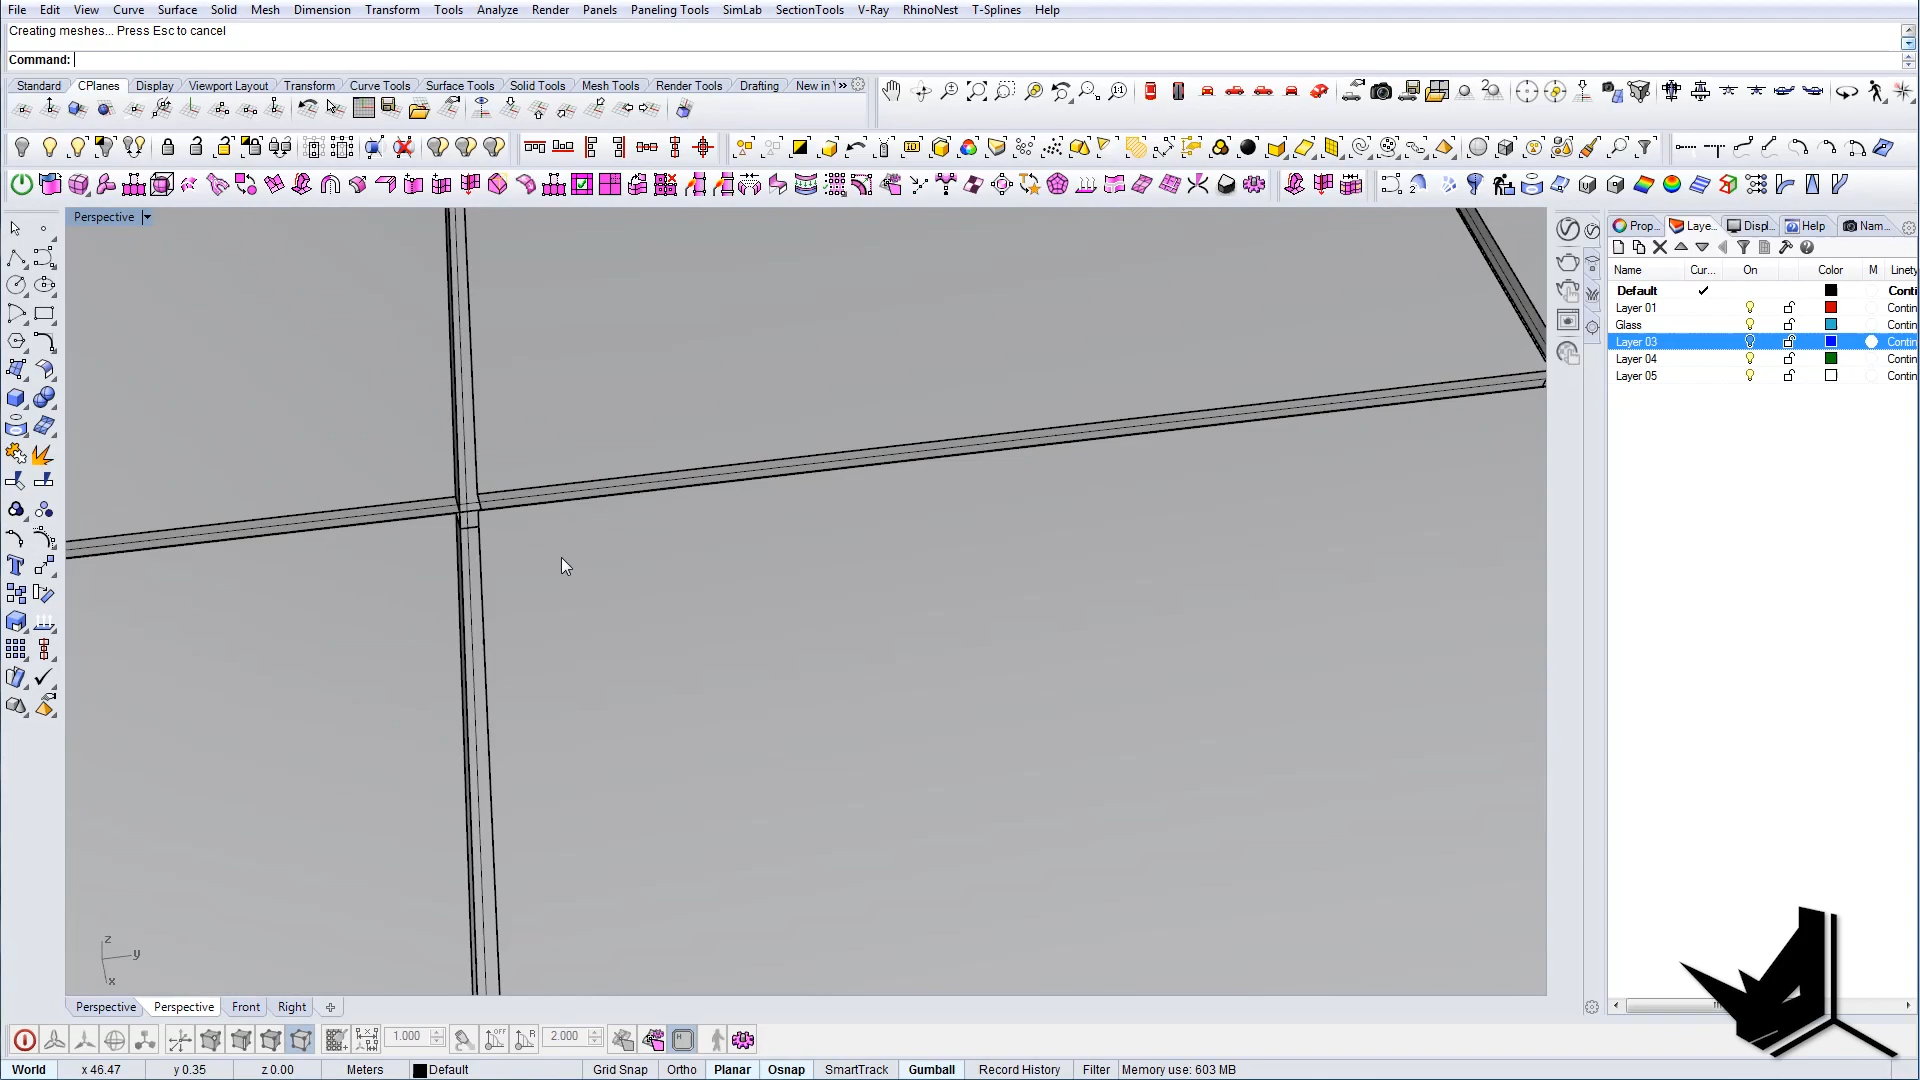 File Edit View Curve Surface Solid Mesh Dimension Transform Tools Analyze Render Panels Paneling Tools SimLab SectionTools V-Ray RhinoNest T-Splines Help
Creating meshes... Press Esc to cancel
Command:
Standard CPlanes Display Viewport Layout Transform Curve Tools Surface Tools Solid Tools Mesh Tools Render Tools Drafting New in
Perspective
Prop... Laye... Displ... Help Nam...
Name Cur... On Color M Linety
Default Conti
Layer 01 Contin
Glass Contin
Layer 03 Contin
Layer 04 Contin
Layer 05 Contin
z
y
x
Perspective Perspective Front Right
1.000 2.000
World x 46.47 y 0.35 z 0.00 Meters Default Grid Snap Ortho Planar Osnap SmartTrack Gumball Record History Filter Memory use: 603 MB